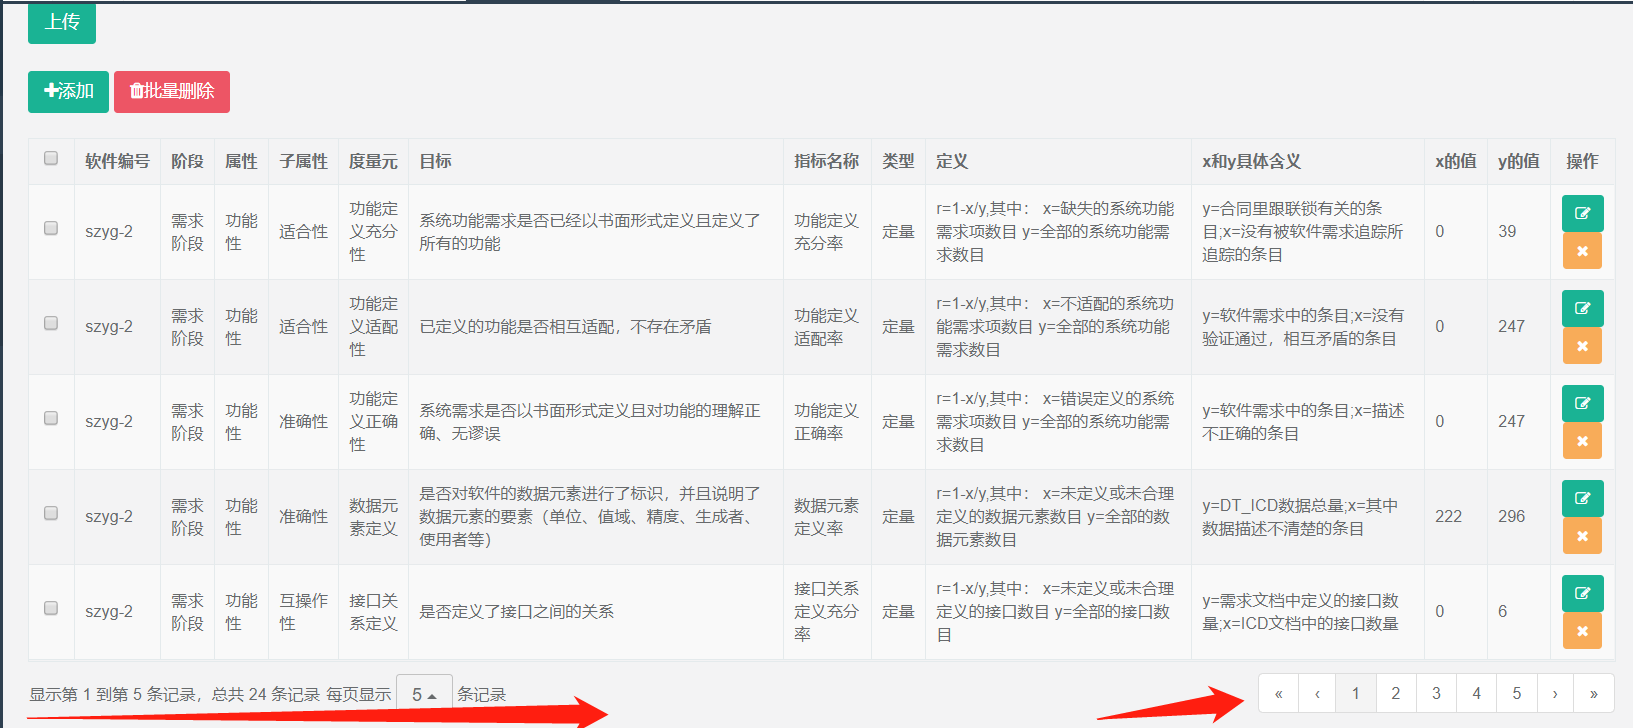 上传
添加 批量删除
软件编号 阶段 属性 子属性 度量元 目标 指标名称 类型 定义 x和y具体含义 x的值 y的值 操作
szyg-2 需求阶段 功能性 适合性 功能定义充分性 系统功能需求是否已经以书面形式定义且定义了所有的功能 功能定义充分率 定量 r=1-x/y,其中： x=缺失的系统功能需求项数目 y=全部的系统功能需求数目 y=合同里跟联锁有关的条目;x=没有被软件需求追踪所追踪的条目 0 39
szyg-2 需求阶段 功能性 适合性 功能定义适配性 已定义的功能是否相互适配，不存在矛盾 功能定义适配率 定量 r=1-x/y,其中： x=不适配的系统功能需求项数目 y=全部的系统功能需求数目 y=软件需求中的条目;x=没有验证通过，相互矛盾的条目 0 247
szyg-2 需求阶段 功能性 准确性 功能定义正确性 系统需求是否以书面形式定义且对功能的理解正确、无谬误 功能定义正确率 定量 r=1-x/y,其中： x=错误定义的系统需求项数目 y=全部的系统功能需求数目 y=软件需求中的条目;x=描述不正确的条目 0 247
szyg-2 需求阶段 功能性 准确性 数据元素定义 是否对软件的数据元素进行了标识，并且说明了数据元素的要素（单位、值域、精度、生成者、使用者等） 数据元素定义率 定量 r=1-x/y,其中： x=未定义或未合理定义的数据元素数目 y=全部的数据元素数目 y=DT_ICD数据总量;x=其中数据描述不清楚的条目 222 296
szyg-2 需求阶段 功能性 互操作性 接口关系定义 是否定义了接口之间的关系 接口关系定义充分率 定量 r=1-x/y,其中： x=未定义或未合理定义的接口数目 y=全部的接口数目 y=需求文档中定义的接口数量;x=ICD文档中的接口数量 0 6
显示第 1 到第 5 条记录，总共 24 条记录 每页显示 5 条记录 « ‹ 1 2 3 4 5 › »